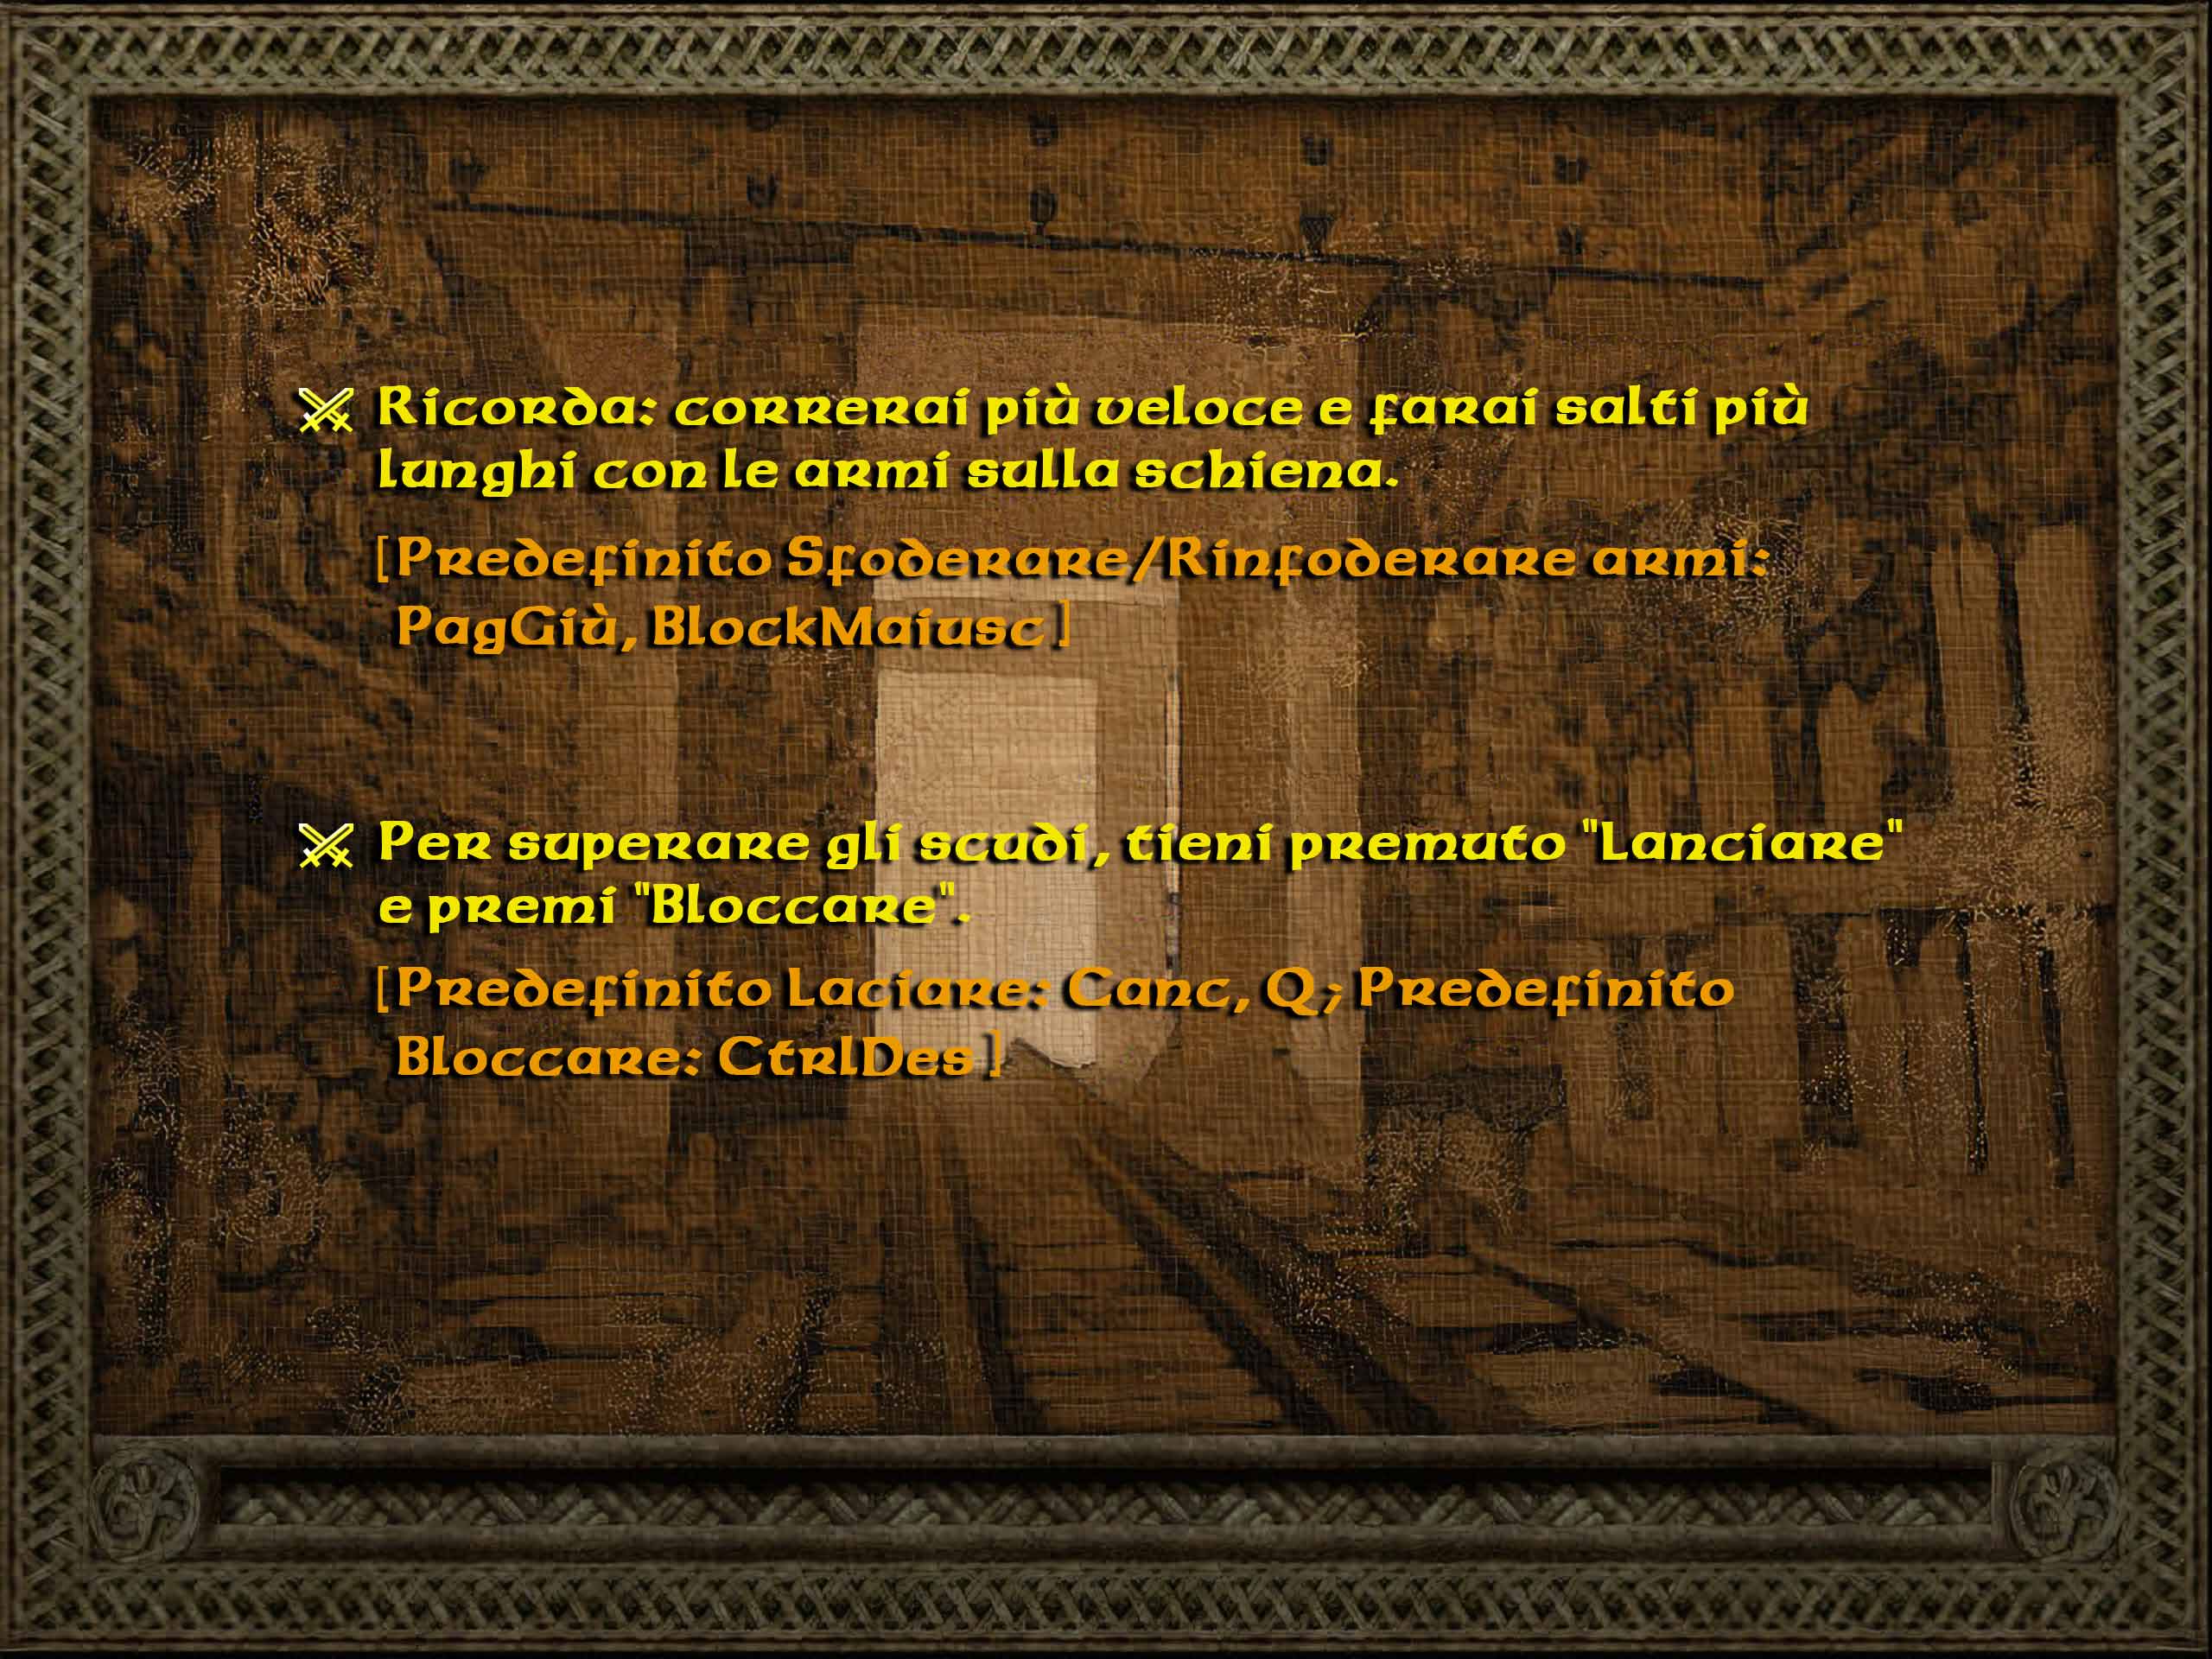 Ricorda: correrai più veloce e farai salti più
lunghi con le armi sulla schiena.
[Predefinito Sfoderare/Rinfoderare armi:
PagGiù, BlockMaiusc]
Per superare gli scudi, tieni premuto "Lanciare"
e premi "Bloccare".
[Predefinito Laciare: Canc, Q; Predefinito
Bloccare: CtrlDes]